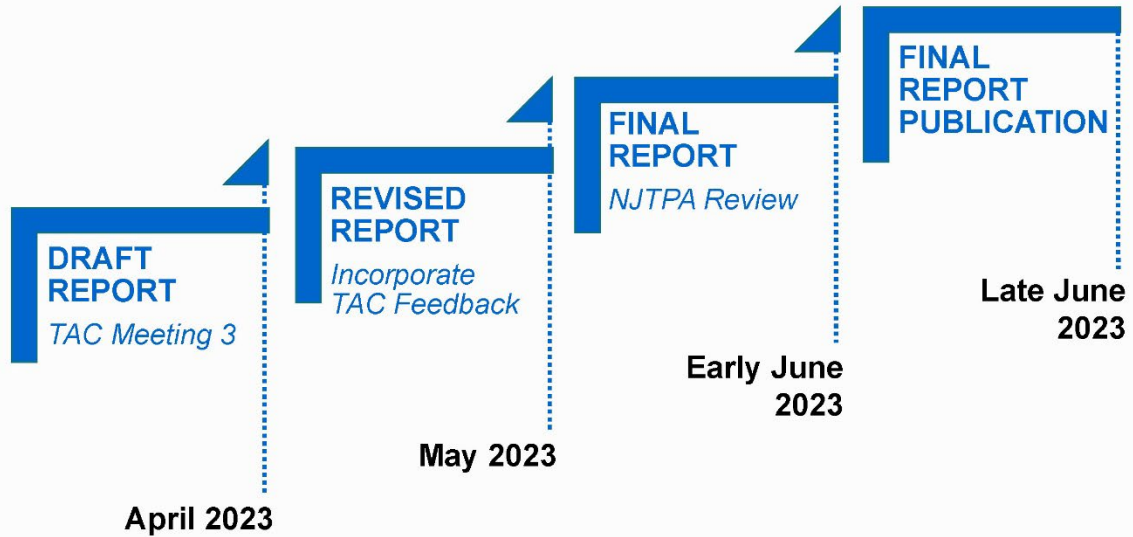 DRAFT
REPORT
TAC Meeting 3
April 2023
REVISED
REPORT
Incorporate
TAC Feedback
May 2023
FINAL
REPORT
NJTPA Review
Early June
2023
FINAL
REPORT
PUBLICATION
Late June
2023